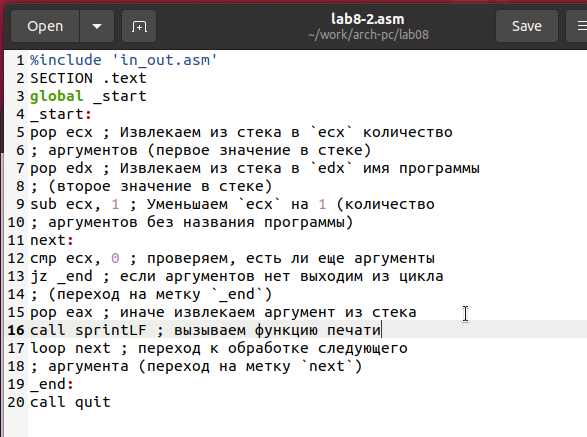 Open
lab8-2.asm
~/work/arch-pc/lab08
Save
1 %include 'in_out.asm'
2 SECTION .text
3 global _start
4 _start:
5 pop ecx ; Извлекаем из стека в `ecx` количество
6 ; аргументов (первое значение в стеке)
7 pop edx ; Извлекаем из стека в `edx` имя программы
8 ; (второе значение в стеке)
9 sub ecx, 1 ; Уменьшаем `ecx` на 1 (количество
10 ; аргументов без названия программы)
11 next:
12 cmp ecx, 0 ; проверяем, есть ли еще аргументы
13 jz _end ; если аргументов нет выходим из цикла
14 ; (переход на метку `_end`)
15 pop eax ; иначе извлекаем аргумент из стека
16 call sprintLF ; вызываем функцию печати
17 loop next ; переход к обработке следующего
18 ; аргумента (переход на метку `next`)
19 _end:
20 call quit